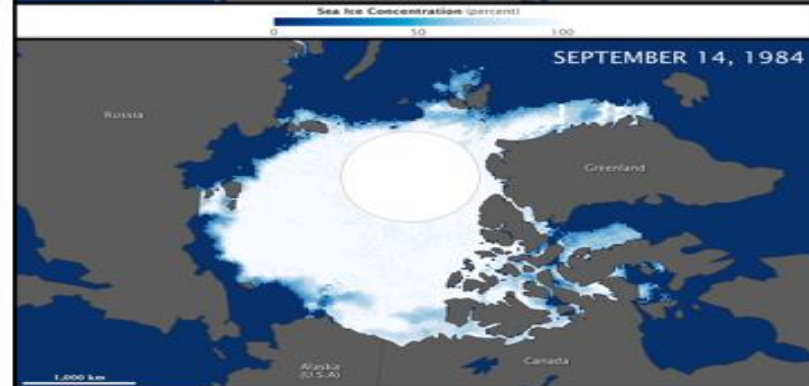 Sea Ice Concentration (percent)
0 50 100
SEPTEMBER 14, 1984
Russia
Greenland
1,000 km
Alaska
(U.S.A)
Canada